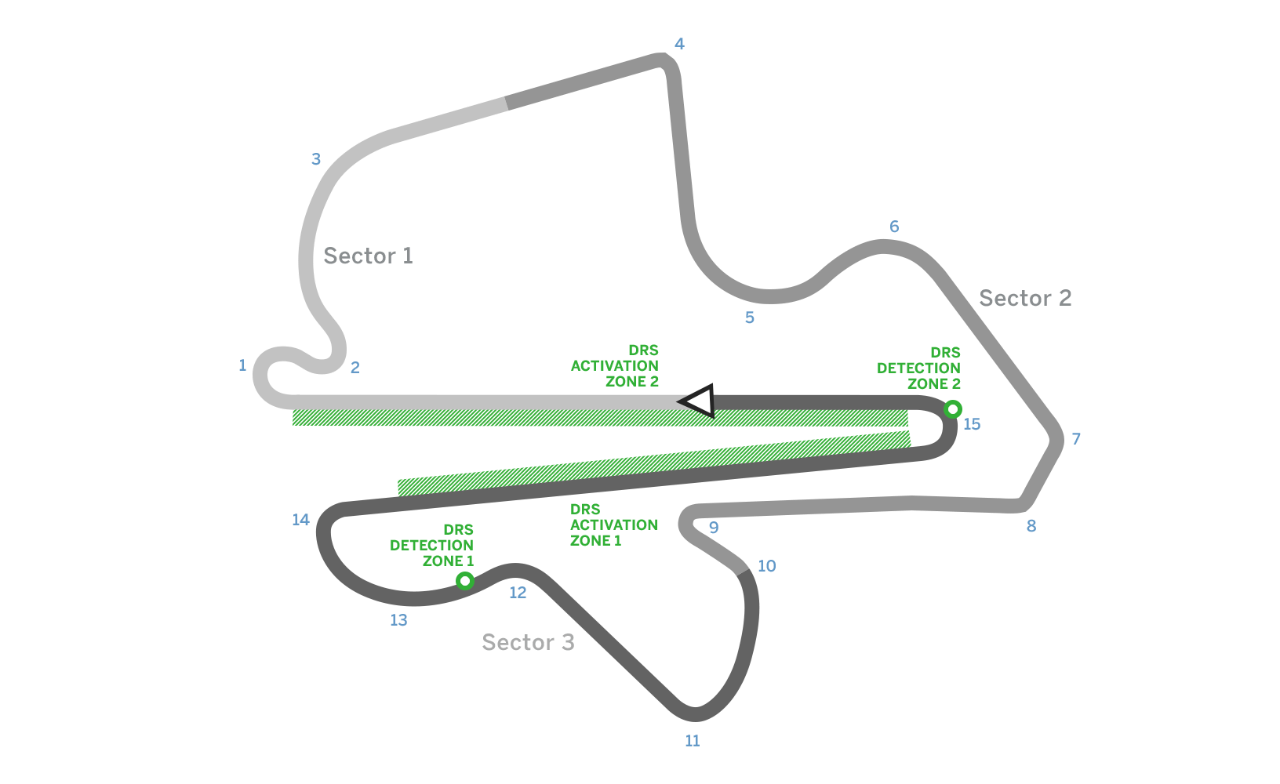 4
3
6
Sector 1
Sector 2
5
DRS
ACTIVATION
ZONE 2
DRS
DETECTION
ZONE 2
1
2
15
7
DRS
ACTIVATION
ZONE 1
14
DRS
DETECTION
ZONE 1
9
8
10
12
13
Sector 3
11